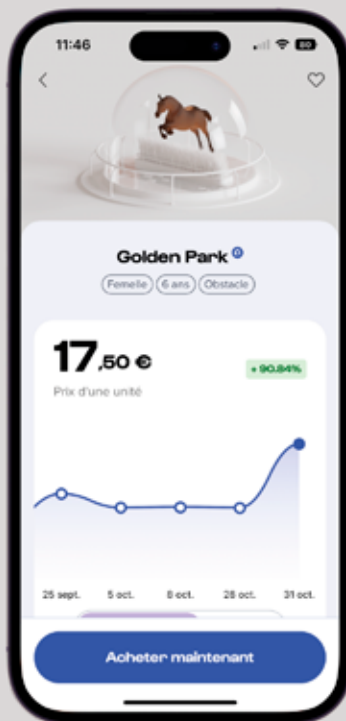 11:46
80
Golden Park
Femelle 6 ans Obstacle
17,50 €
+ 90.84%
Prix d'une unité
25 sept. 5 oct. 8 oct. 28 oct. 31 oct.
Acheter maintenant